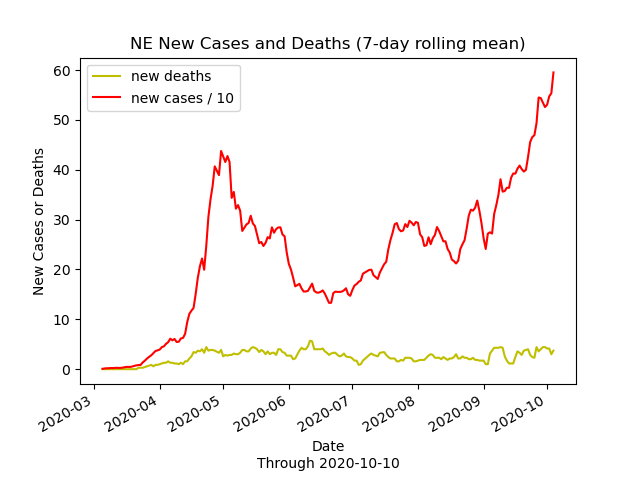 NE New Cases and Deaths (7-day rolling mean)
new deaths
new cases / 10
New Cases or Deaths
60
50
40
30
20
10
0
2020-03
2020-04
2020-05
2020-06
2020-07
2020-08
2020-09
2020-10
Date
Through 2020-10-10